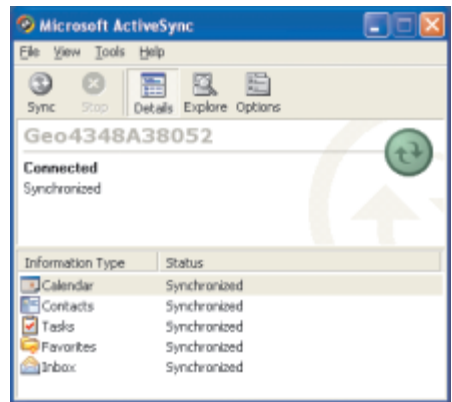 Microsoft ActiveSync
File View Tools Help
Sync Stop Details Explore Options
Geo4348A38052
Connected
Synchronized
Information Type Status
Calendar Synchronized
Contacts Synchronized
Tasks Synchronized
Favorites Synchronized
Inbox Synchronized